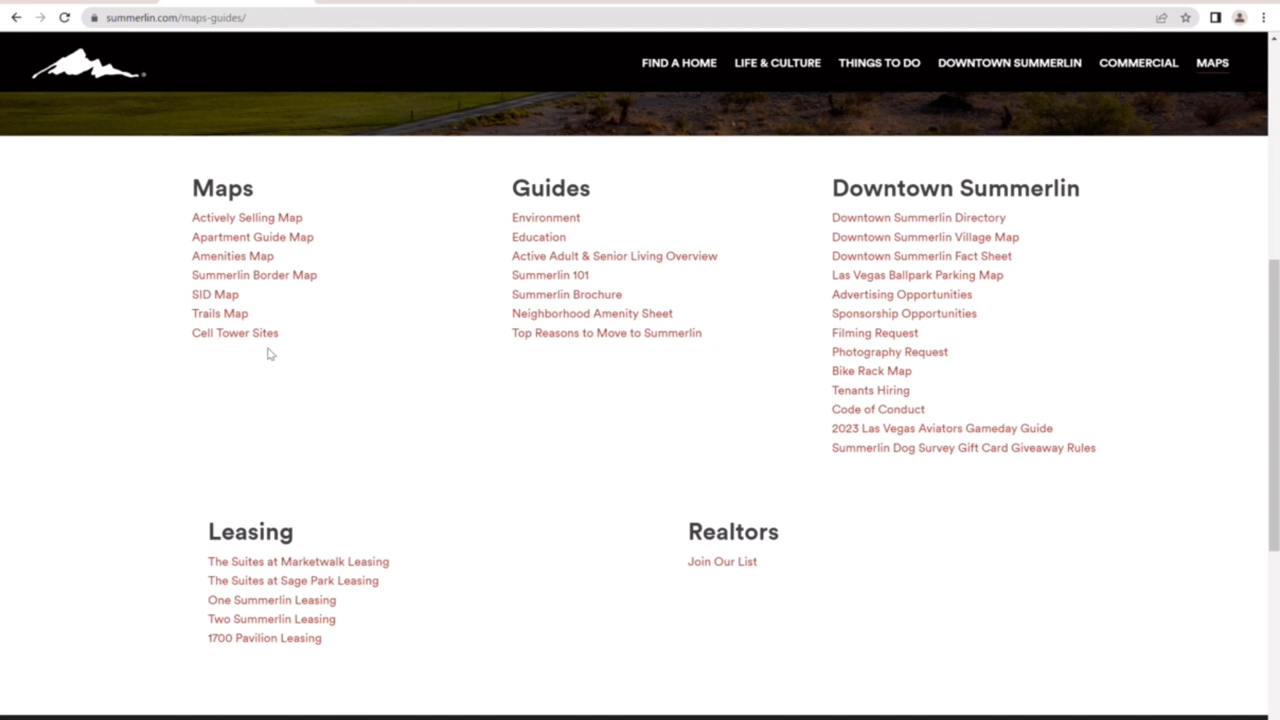 summerlin.com/maps-guides/
FIND A HOME LIFE & CULTURE THINGS TO DO DOWNTOWN SUMMERLIN COMMERCIAL MAPS
Maps
Actively Selling Map
Apartment Guide Map
Amenities Map
Summerlin Border Map
SID Map
Trails Map
Cell Tower Sites
Guides
Environment
Education
Active Adult & Senior Living Overview
Summerlin 101
Summerlin Brochure
Neighborhood Amenity Sheet
Top Reasons to Move to Summerlin
Downtown Summerlin
Downtown Summerlin Directory
Downtown Summerlin Village Map
Downtown Summerlin Fact Sheet
Las Vegas Ballpark Parking Map
Advertising Opportunities
Sponsorship Opportunities
Filming Request
Photography Request
Bike Rack Map
Tenants Hiring
Code of Conduct
2023 Las Vegas Aviators Gameday Guide
Summerlin Dog Survey Gift Card Giveaway Rules
Leasing
The Suites at Marketwalk Leasing
The Suites at Sage Park Leasing
One Summerlin Leasing
Two Summerlin Leasing
1700 Pavilion Leasing
Realtors
Join Our List